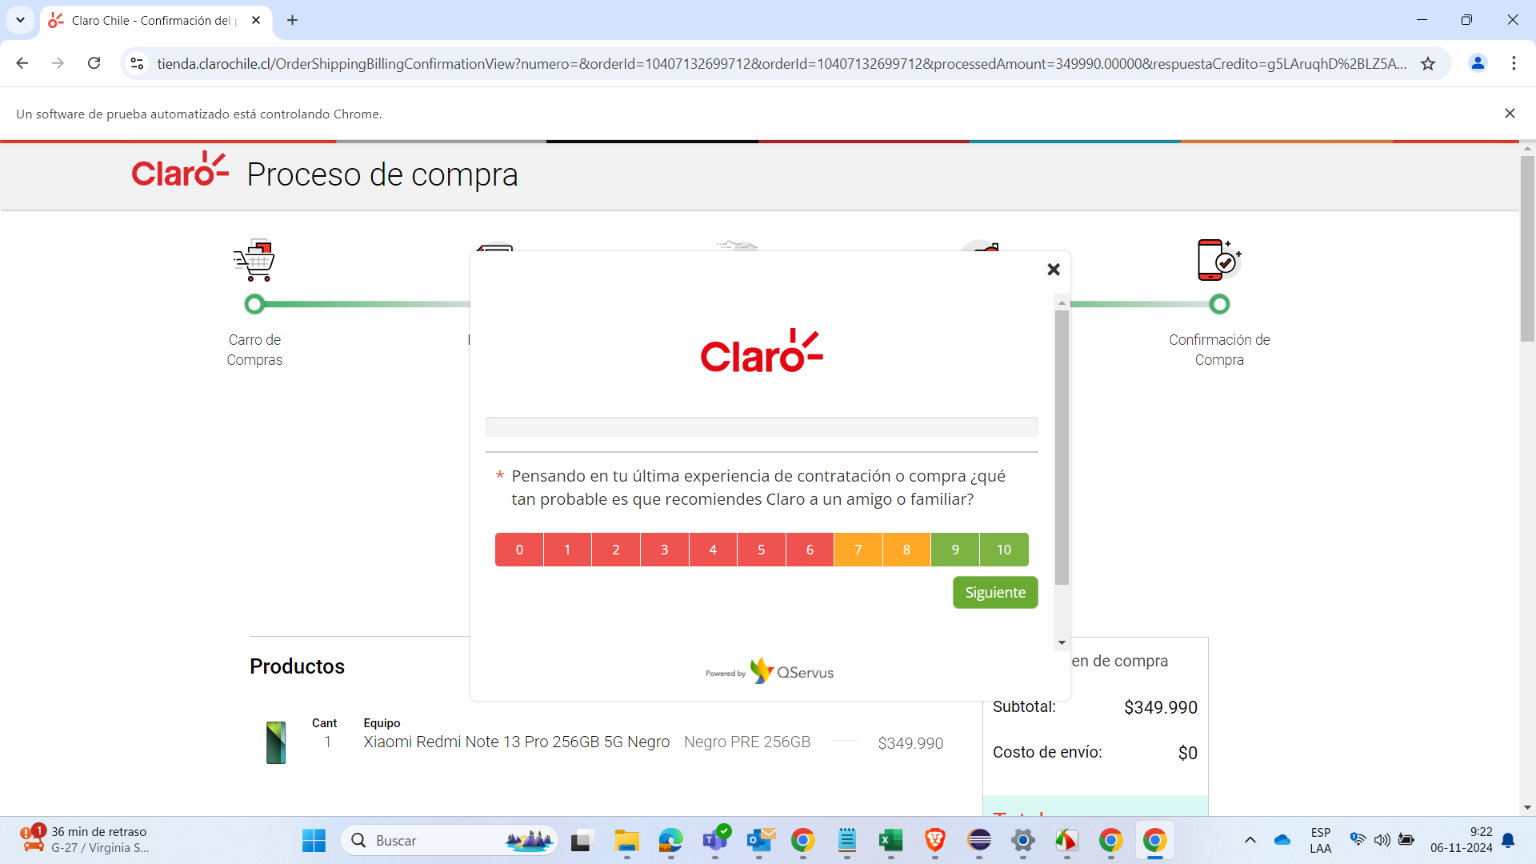 Claro Chile - Confirmación del p
tienda.clarochile.cl/OrderShippingBillingConfirmationView?numero=&orderId=10407132699712&orderId=10407132699712&processedAmount=349990.00000&respuestaCredito=g5LAruqhD%2BLZ5A...
Un software de prueba automatizado está controlando Chrome.
Claro Proceso de compra
Carro de
Compras
Confirmación de
Compra
Claro
* Pensando en tu última experiencia de contratación o compra ¿qué
tan probable es que recomiendes Claro a un amigo o familiar?
0 1 2 3 4 5 6 7 8 9 10
Siguiente
Powered by QServus
Productos
Cant Equipo
1 Xiaomi Redmi Note 13 Pro 256GB 5G Negro Negro PRE 256GB $349.990
en de compra
Subtotal: $349.990
Costo de envío: $0
1 36 min de retraso
G-27 / Virginia S...
Buscar
ESP
LAA
9:22
06-11-2024